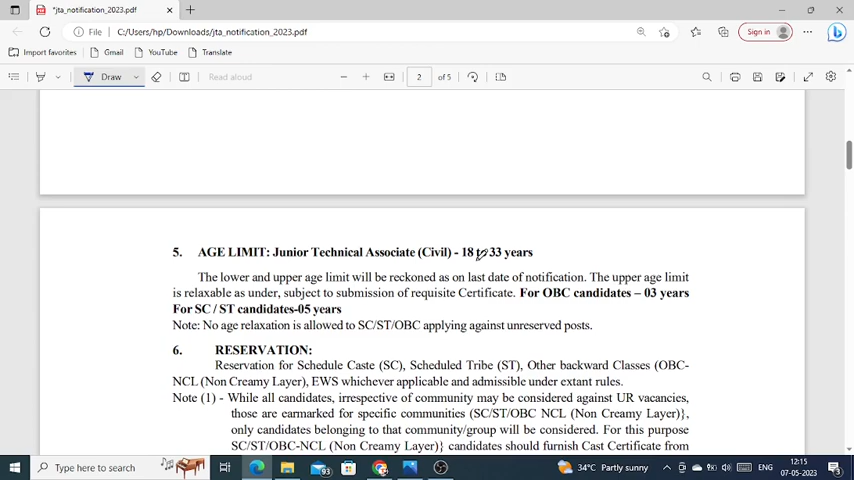 *jta_notification_2023.pdf
File C:/Users/hp/Downloads/jta_notification_2023.pdf
Sign in
Import favorites Gmail YouTube Translate
Draw Read aloud 2 of 5
5. AGE LIMIT: Junior Technical Associate (Civil) - 18 to 33 years
The lower and upper age limit will be reckoned as on last date of notification. The upper age limit
is relaxable as under, subject to submission of requisite Certificate. For OBC candidates – 03 years
For SC / ST candidates-05 years
Note: No age relaxation is allowed to SC/ST/OBC applying against unreserved posts.
6. RESERVATION:
Reservation for Schedule Caste (SC), Scheduled Tribe (ST), Other backward Classes (OBC-
NCL (Non Creamy Layer), EWS whichever applicable and admissible under extant rules.
Note (1) - While all candidates, irrespective of community may be considered against UR vacancies,
those are earmarked for specific communities (SC/ST/OBC NCL (Non Creamy Layer)},
only candidates belonging to that community/group will be considered. For this purpose
SC/ST/OBC-NCL (Non Creamy Layer)} candidates should furnish Cast Certificate from
Type here to search 93 34°C Partly sunny ENG 12:15
07-05-2023 3